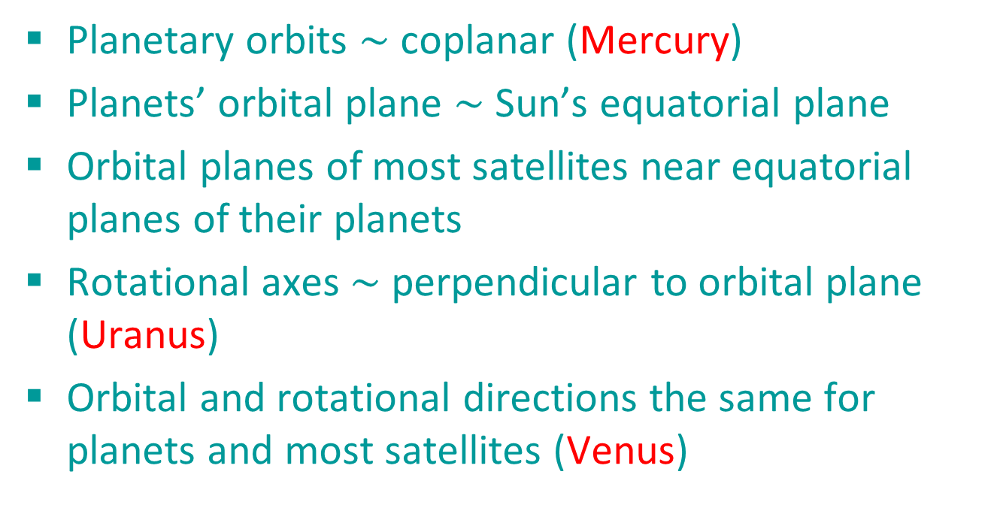 ▪ Planetary orbits ~ coplanar (Mercury)
▪ Planets’ orbital plane ~ Sun’s equatorial plane
▪ Orbital planes of most satellites near equatorial
planes of their planets
▪ Rotational axes ~ perpendicular to orbital plane
(Uranus)
▪ Orbital and rotational directions the same for
planets and most satellites (Venus)